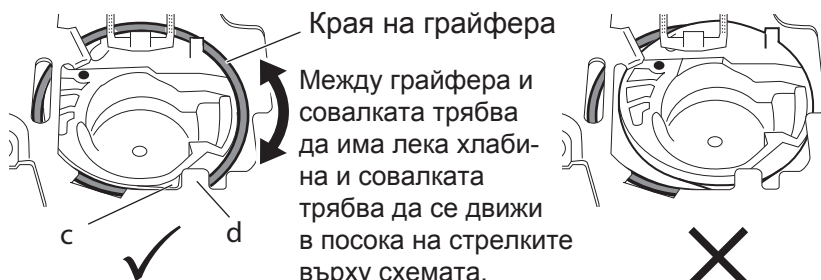 Края на грайфера
Между грайфера и
совалката трябва
да има лека хлаби-
на и совалката
трябва да се движи
в посока на стрелките
върху схемата.
c
d